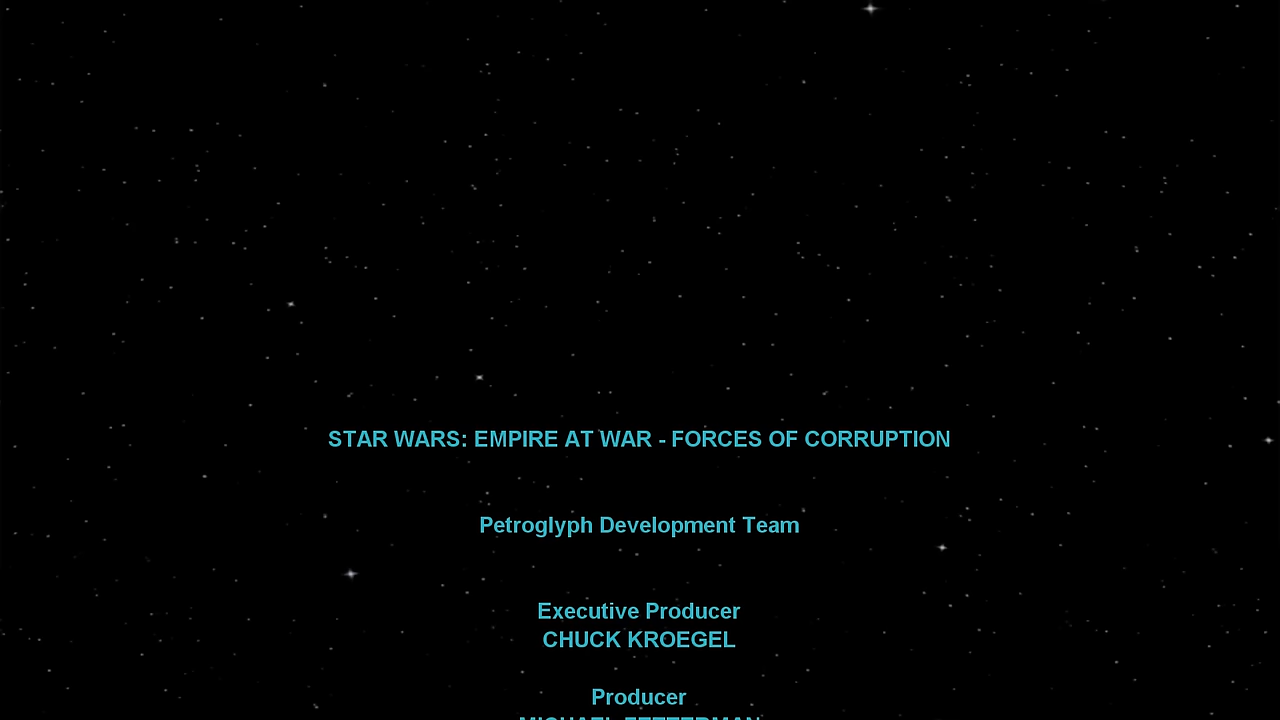 STAR WARS: EMPIRE AT WAR - FORCES OF CORRUPTION
Petroglyph Development Team
Executive Producer
CHUCK KROEGEL
Producer